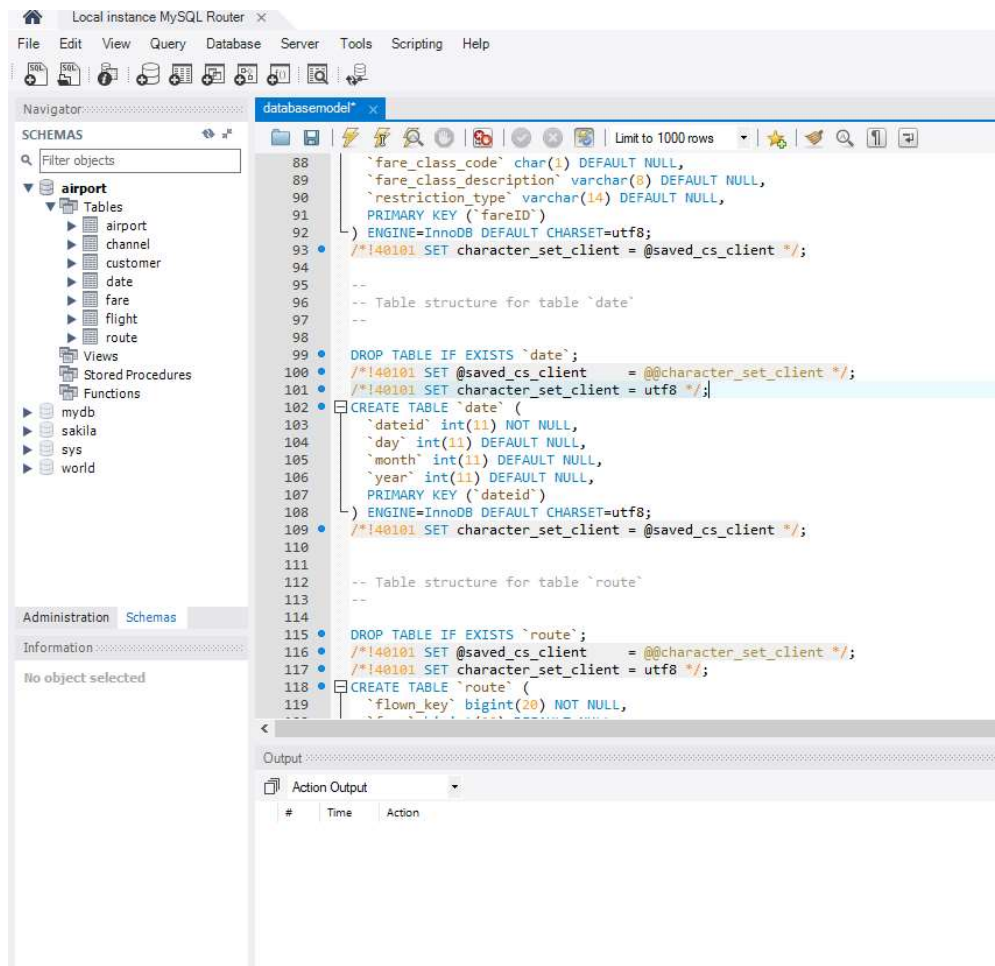 Local instance MySQL Router ×
File Edit View Query Database Server Tools Scripting Help
Navigator
SCHEMAS
Filter objects
airport
Tables
airport
channel
customer
date
fare
flight
route
Views
Stored Procedures
Functions
mydb
sakila
sys
world
Administration Schemas
Information
No object selected
databasemodel* ×
Limit to 1000 rows
88 `fare_class_code` char(1) DEFAULT NULL,
89 `fare_class_description` varchar(8) DEFAULT NULL,
90 `restriction_type` varchar(14) DEFAULT NULL,
91 PRIMARY KEY (`fareID`)
92 ) ENGINE=InnoDB DEFAULT CHARSET=utf8;
93 /*!40101 SET character_set_client = @saved_cs_client */;
94
95 --
96 -- Table structure for table `date`
97 --
98
99 DROP TABLE IF EXISTS `date`;
100 /*!40101 SET @saved_cs_client = @@character_set_client */;
101 /*!40101 SET character_set_client = utf8 */;
102 CREATE TABLE `date` (
103 `dateid` int(11) NOT NULL,
104 `day` int(11) DEFAULT NULL,
105 `month` int(11) DEFAULT NULL,
106 `year` int(11) DEFAULT NULL,
107 PRIMARY KEY (`dateid`)
108 ) ENGINE=InnoDB DEFAULT CHARSET=utf8;
109 /*!40101 SET character_set_client = @saved_cs_client */;
110
111
112 -- Table structure for table `route`
113 --
114
115 DROP TABLE IF EXISTS `route`;
116 /*!40101 SET @saved_cs_client = @@character_set_client */;
117 /*!40101 SET character_set_client = utf8 */;
118 CREATE TABLE `route` (
119 `flown_key` bigint(20) NOT NULL,
Output
Action Output
# Time Action